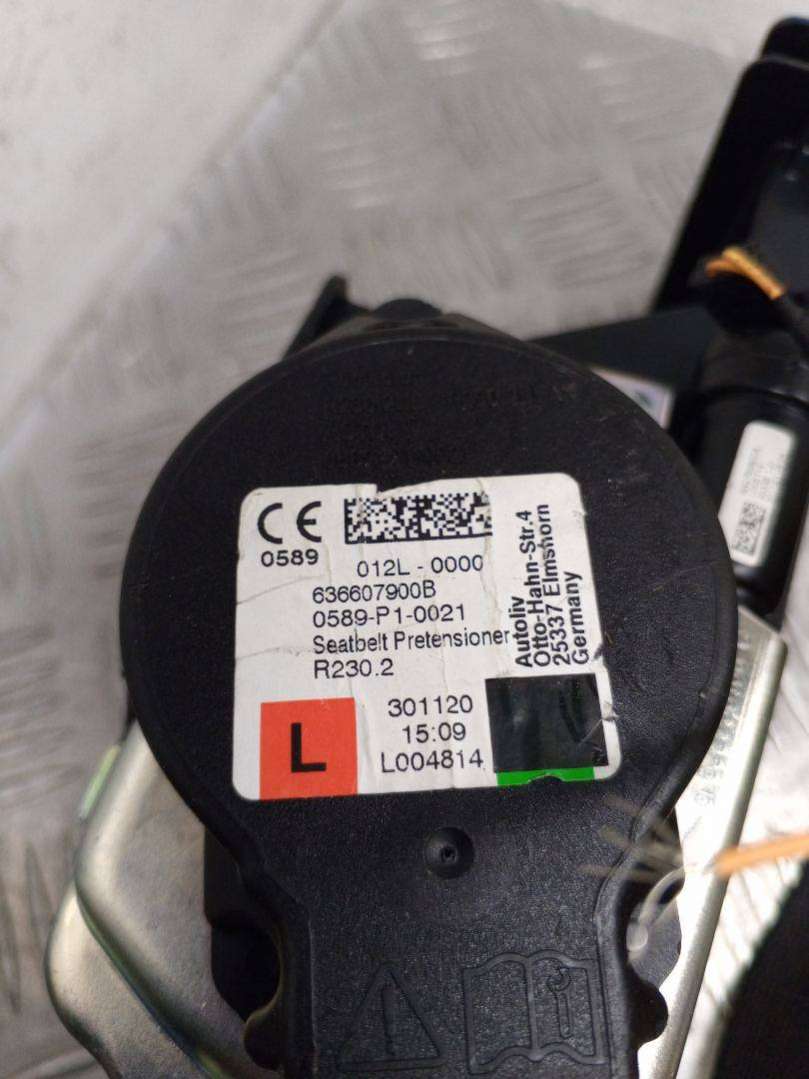 CE
0589
012L - 0000
636607900B
0589-P1-0021
Seatbelt Pretensioner
R230.2
Autoliv
Otto-Hahn-Str.4
25337 Elmshorn
Germany
L
301120
15:09
L004814